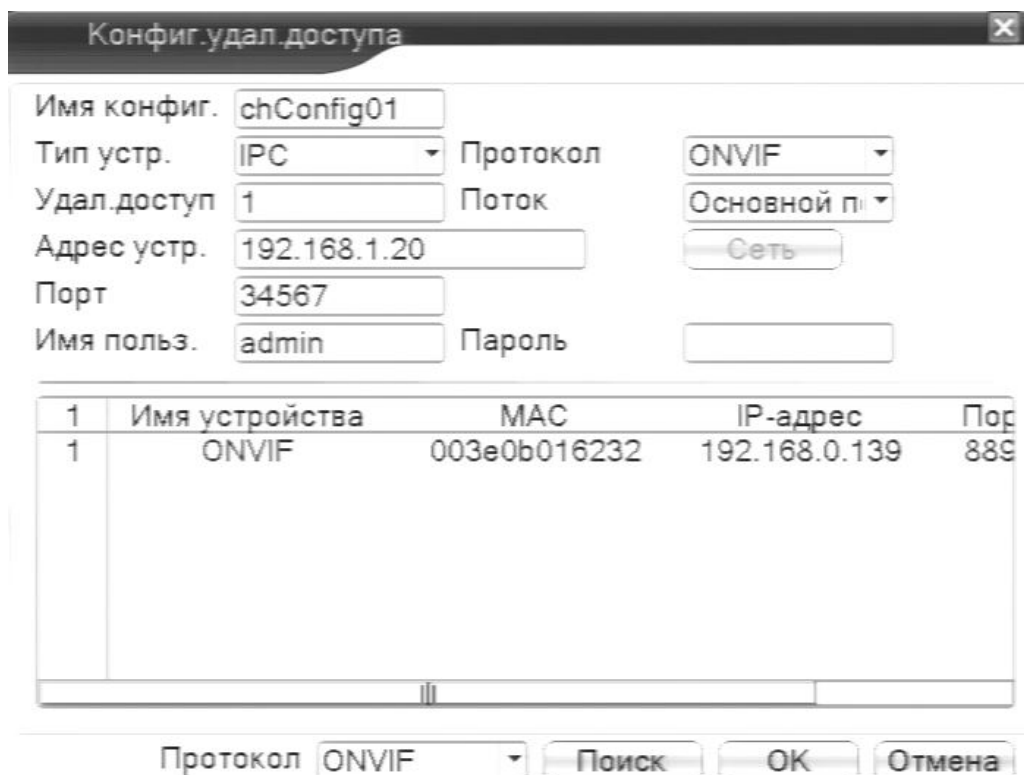 Конфиг.удал.доступа
Имя конфиг. chConfig01
Тип устр. IPC Протокол ONVIF
Удал.доступ 1 Поток Основной п
Адрес устр. 192.168.1.20 Сеть
Порт 34567
Имя польз. admin Пароль
1 Имя устройства MAC IP-адрес Пор
1 ONVIF 003e0b016232 192.168.0.139 889
Протокол ONVIF Поиск OK Отмена